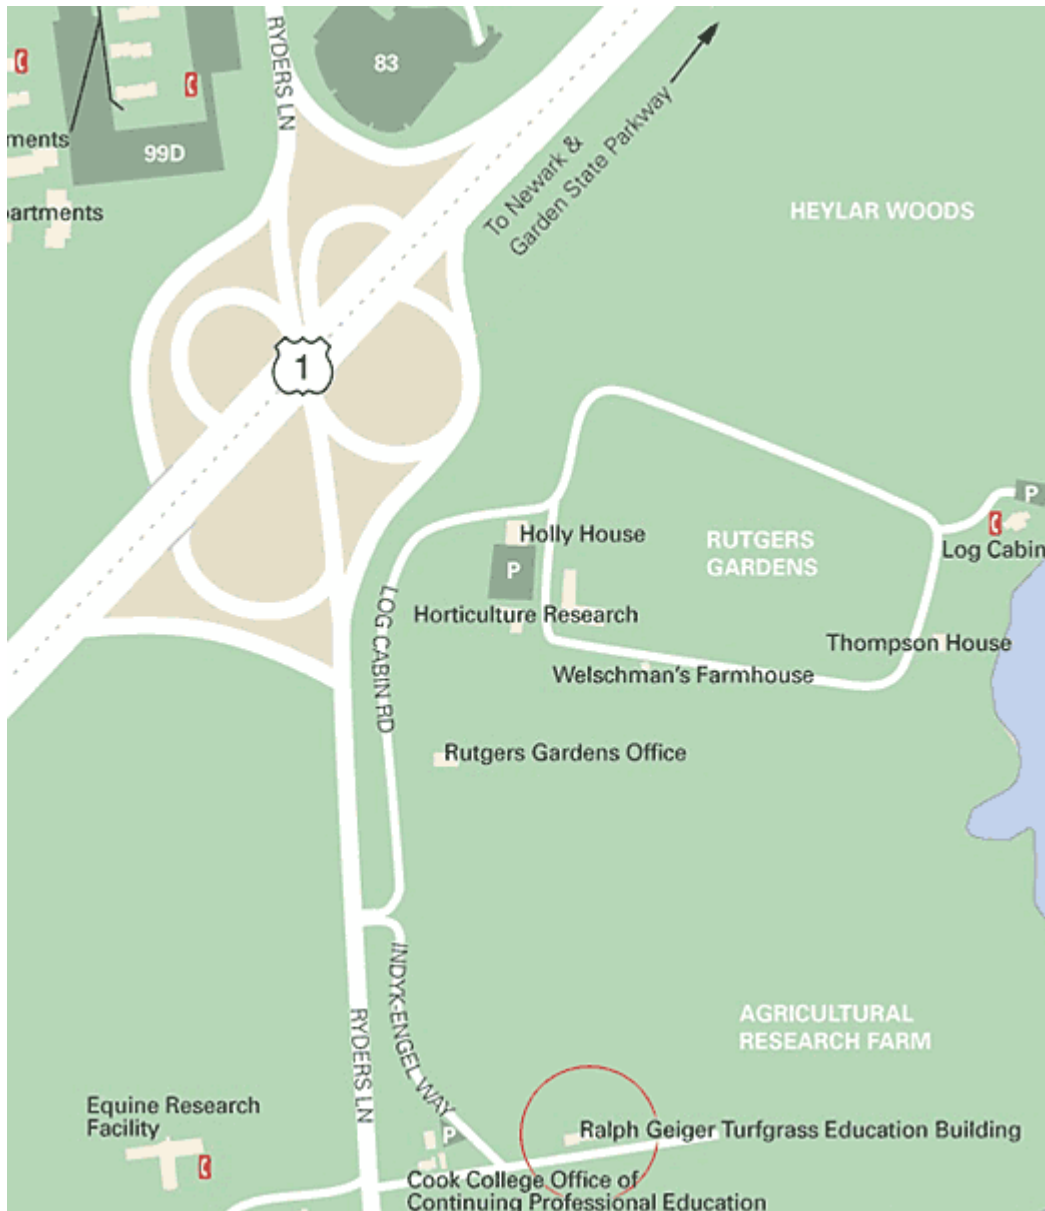 RYDERS LN
83
99D
ments
artments
To Newark &
Garden State Parkway
HEYLAR WOODS
1
P
Holly House
RUTGERS
GARDENS
Log Cabin
P
LOG CABIN RD
Horticulture Research
Thompson House
Welschman's Farmhouse
Rutgers Gardens Office
INDYK-ENGEL WAY
RYDERS LN
AGRICULTURAL
RESEARCH FARM
Equine Research
Facility
P
Ralph Geiger Turfgrass Education Building
Cook College Office of
Continuing Professional Education